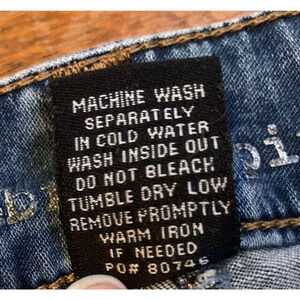 MACHINE WASH
SEPARATELY
IN COLD WATER
WASH INSIDE OUT
DO NOT BLEACH
TUMBLE DRY LOW
REMOVE PROMPTLY
WARM IRON
IF NEEDED
PO# 80746